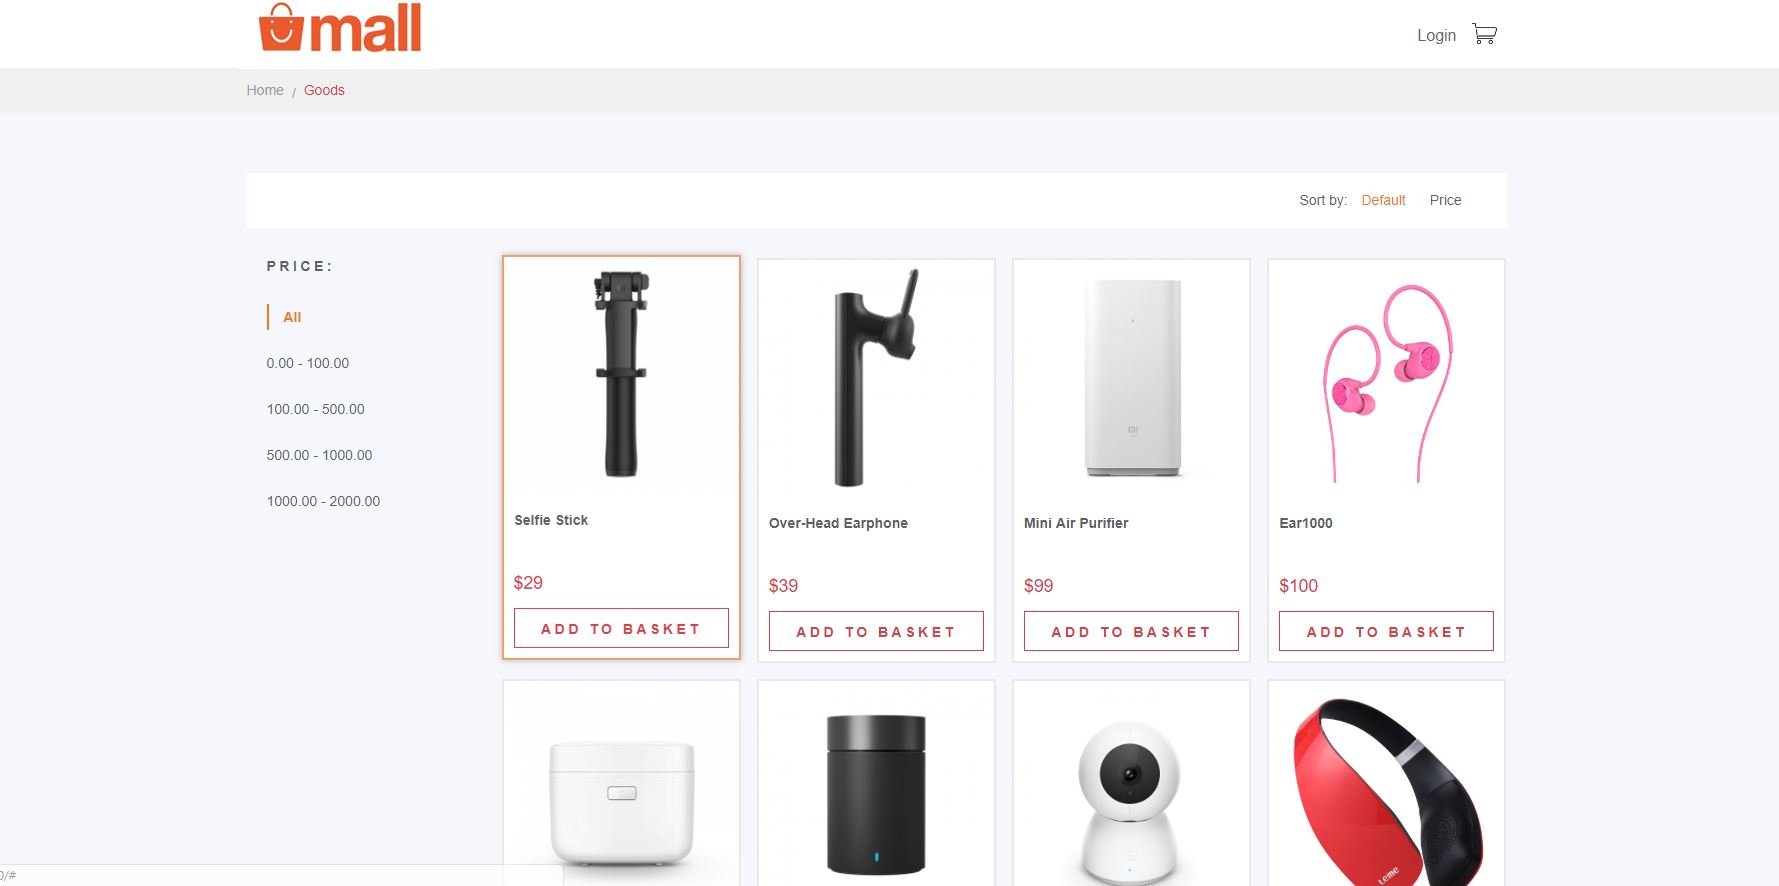 mall
Login
Home / Goods
Sort by: Default Price
PRICE:
All
0.00 - 100.00
100.00 - 500.00
500.00 - 1000.00
1000.00 - 2000.00
Selfie Stick
$29
ADD TO BASKET
Over-Head Earphone
$39
ADD TO BASKET
MI
Mini Air Purifier
$99
ADD TO BASKET
Ear1000
$100
ADD TO BASKET
Leme
0/#